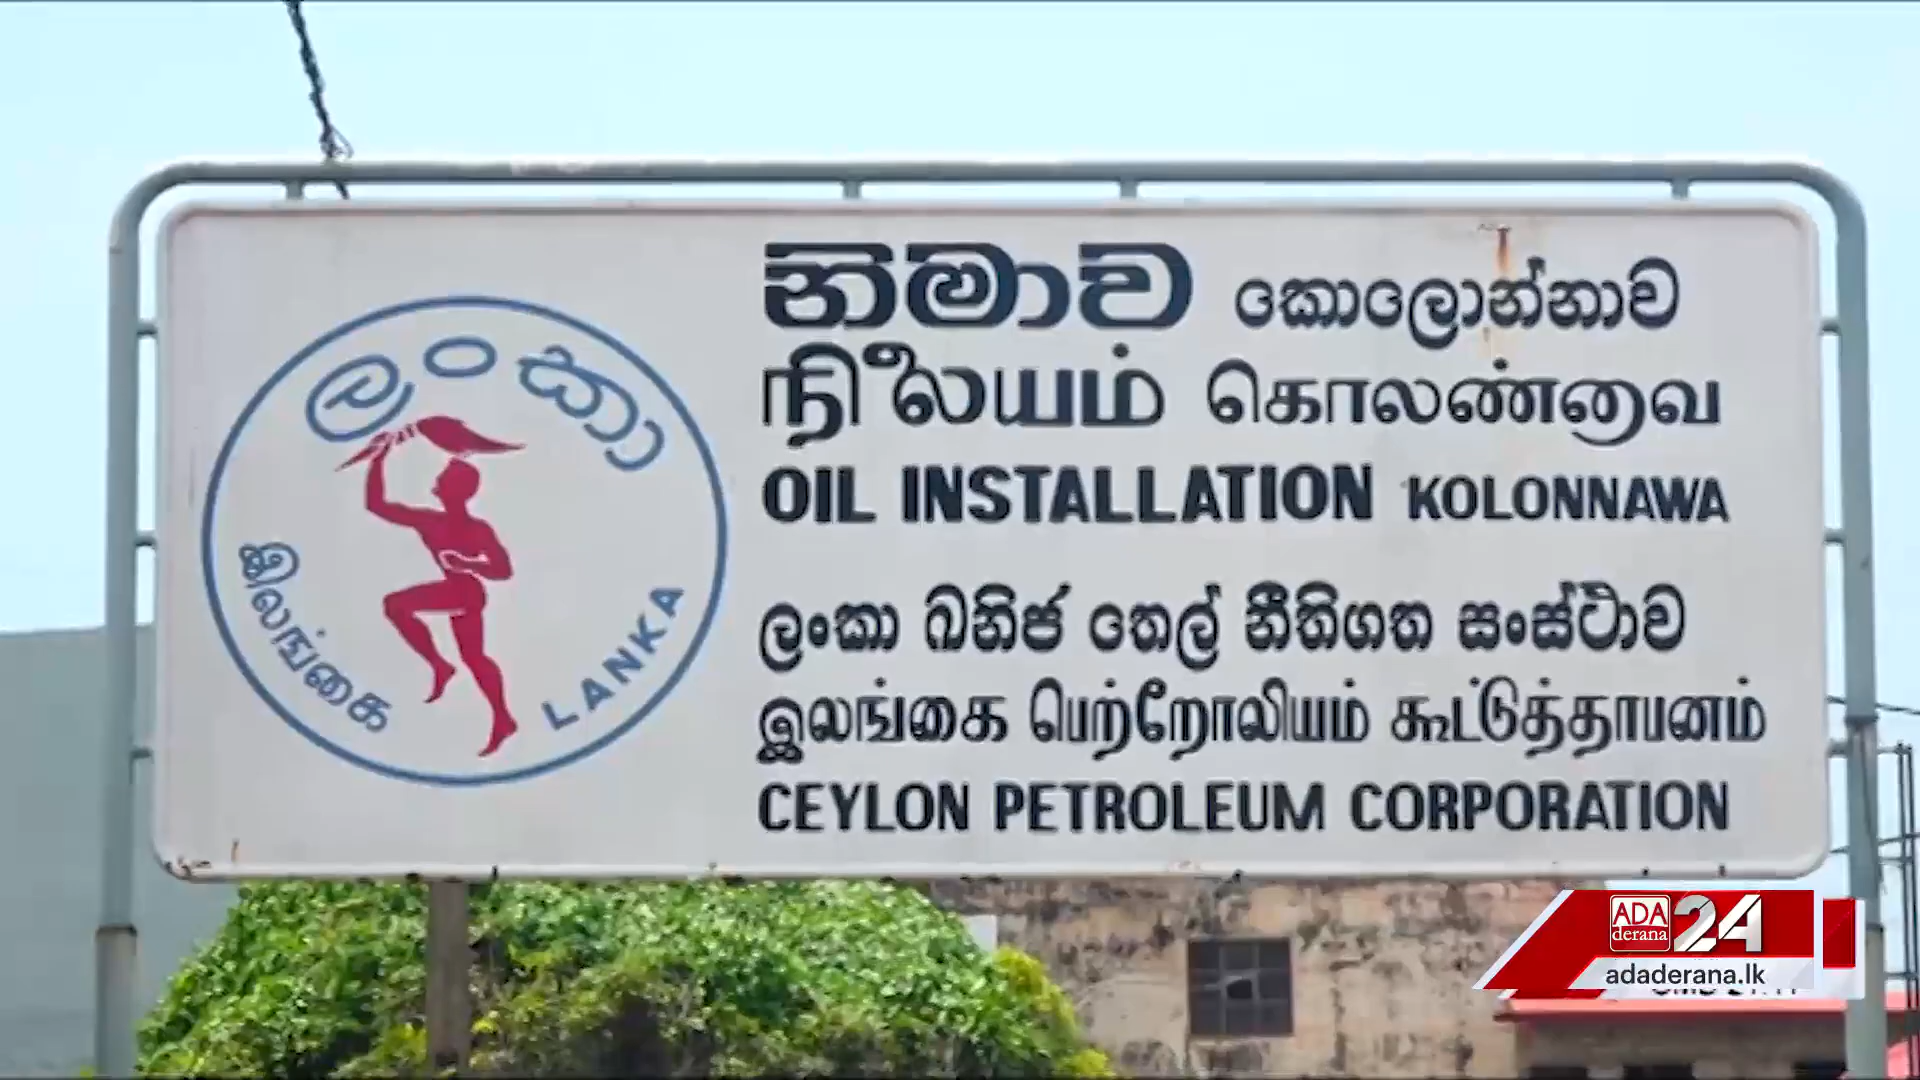 ලංකා
இலங்கை
LANKA
නිමාව කොලොන්නාව
நிலையம் கொலண்ணாவ
OIL INSTALLATION KOLONNAWA
ලංකා ඛනිජ තෙල් නීතිගත සංස්ථාව
இலங்கை பெற்றோலியம் கூட்டுத்தாபனம்
CEYLON PETROLEUM CORPORATION
ADA derana 24
adaderana.lk